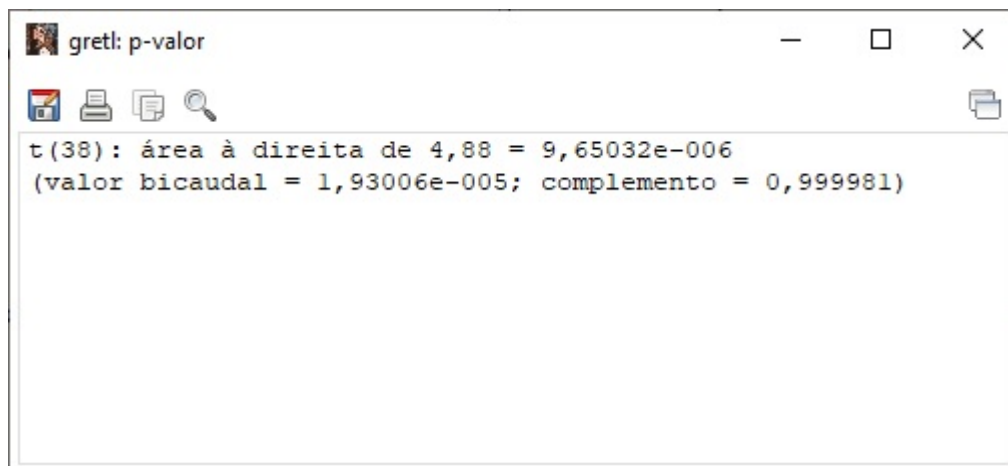 gretl: p-valor
t(38): área à direita de 4,88 = 9,65032e-006
(valor bicaudal = 1,93006e-005; complemento = 0,999981)